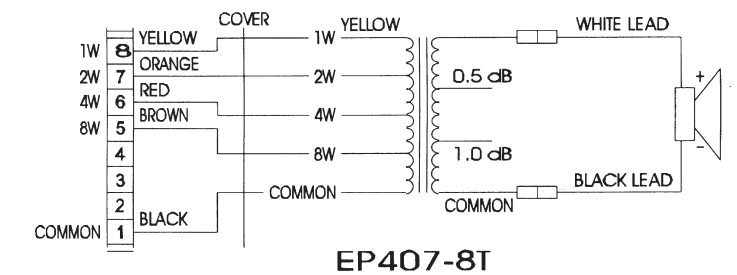 COVER
YELLOW
1W 8
ORANGE
2W 7
RED
4W 6
BROWN
8W 5
4
3
2
BLACK
COMMON 1
YELLOW
1W
2W
4W
8W
COMMON
0.5 dB
1.0 dB
COMMON
WHITE LEAD
+
-
BLACK LEAD
EP407-8T